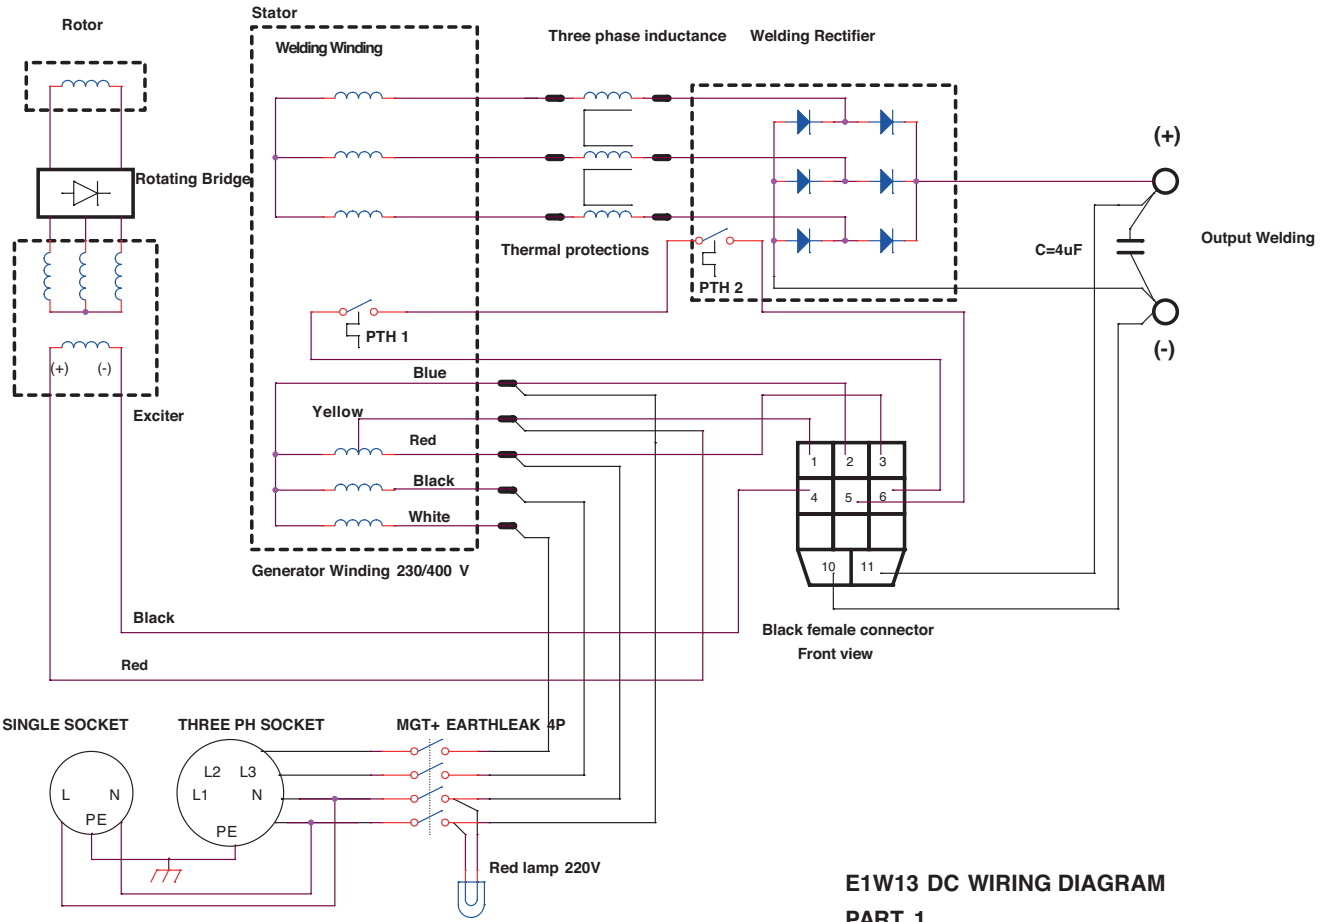 Stator
Rotor
Welding Winding
Three phase inductance
Welding Rectifier
(+)
Rotating Bridge
Output Welding
C=4uF
Thermal protections
PTH 2
PTH 1
(-)
(+)
(-)
Blue
Exciter
Yellow
Red
Black
White
1 2 3
4 5 6
10 11
Generator Winding 230/400 V
Black
Black female connector
Front view
Red
SINGLE SOCKET
THREE PH SOCKET
MGT+ EARTHLEAK 4P
L N
PE
L2 L3
L1 N
PE
Red lamp 220V
E1W13 DC WIRING DIAGRAM
PART 1